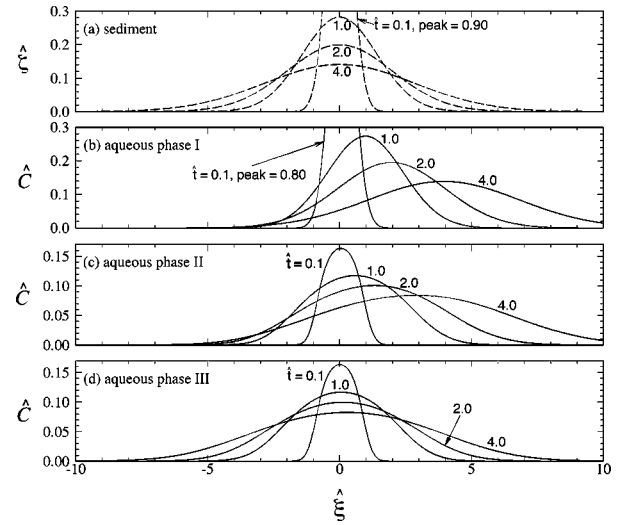 0.3
0.2
0.1
0.0
ζ̂
(a) sediment
1.0
2.0
4.0
t̂ = 0.1, peak = 0.90
0.3
0.2
0.1
0.0
Ĉ
(b) aqueous phase I
t̂ = 0.1, peak = 0.80
1.0
2.0
4.0
0.15
0.10
0.05
0.00
Ĉ
(c) aqueous phase II
t̂ = 0.1
1.0
2.0
4.0
0.15
0.10
0.05
0.00
Ĉ
(d) aqueous phase III
t̂ = 0.1
1.0
2.0
4.0
-10 -5 0 5 10
ξ̂